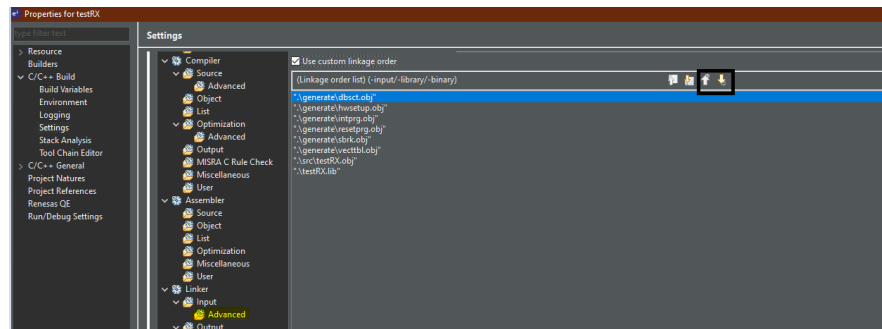 Properties for testRX
type filter text
Resource
Builders
C/C++ Build
Build Variables
Environment
Logging
Settings
Stack Analysis
Tool Chain Editor
C/C++ General
Project Natures
Project References
Renesas QE
Run/Debug Settings
Settings
Compiler
Source
Advanced
Object
List
Optimization
Advanced
Output
MISRA C Rule Check
Miscellaneous
User
Assembler
Source
Object
List
Optimization
Miscellaneous
User
Linker
Input
Advanced
Output
Use custom linkage order
(Linkage order list) (-input/-library/-binary)
".\generate\dbsct.obj"
".\generate\hwsetup.obj"
".\generate\intprg.obj"
".\generate\resetprg.obj"
".\generate\sbrk.obj"
".\generate\vecttbl.obj"
".\src\testRX.obj"
".\testRX.lib"